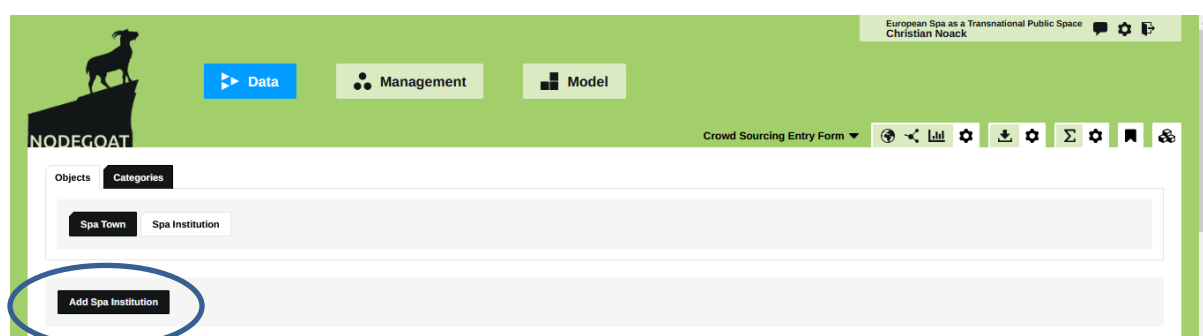 European Spa as a Transnational Public Space
Christian Noack
Data
Management
Model
NODEGOAT
Crowd Sourcing Entry Form
Objects
Categories
Spa Town
Spa Institution
Add Spa Institution